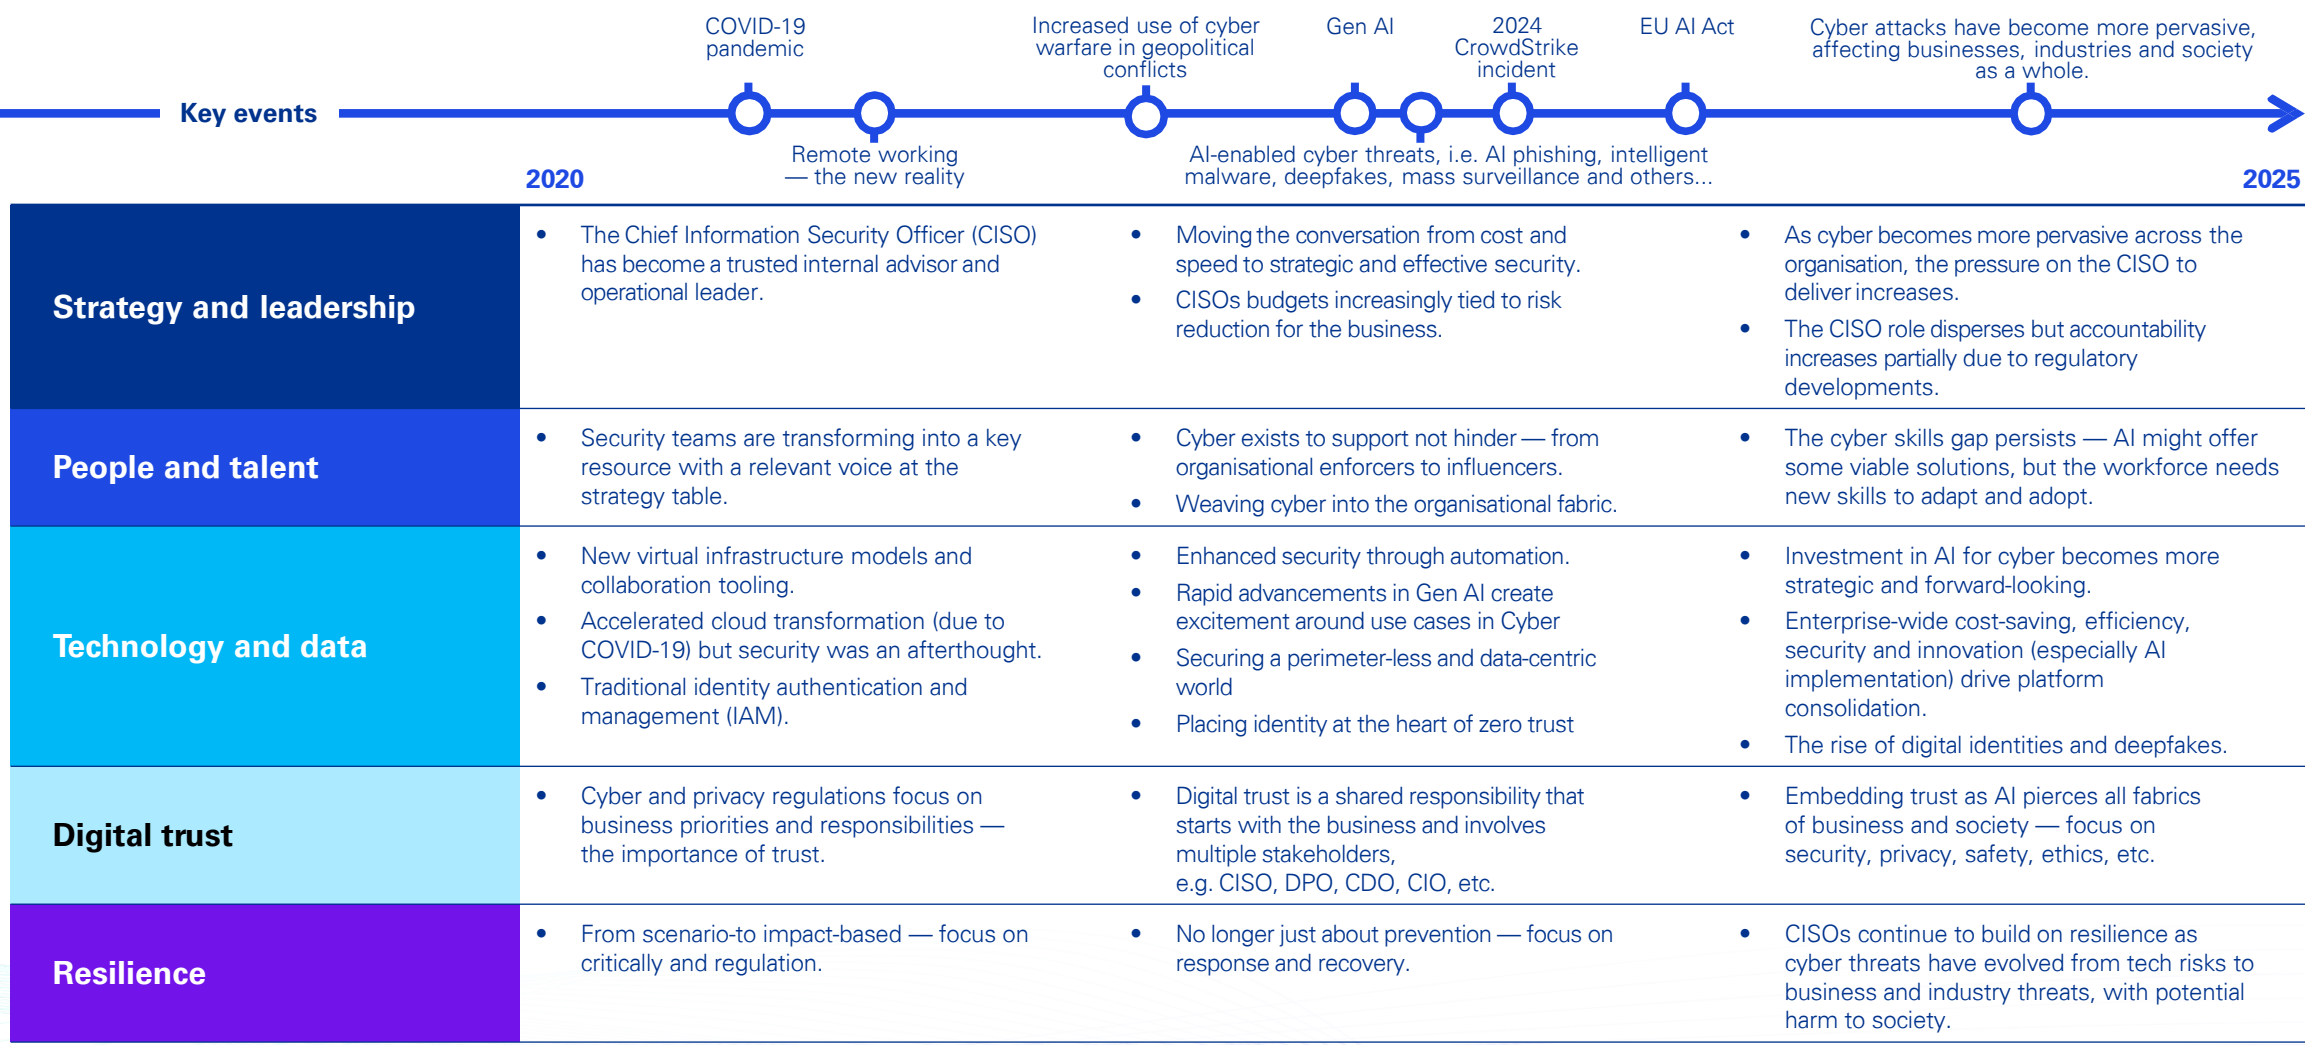 COVID-19
pandemic
Increased use of cyber
warfare in geopolitical
conflicts
Gen AI
2024
CrowdStrike
incident
EU AI Act
Cyber attacks have become more pervasive,
affecting businesses, industries and society
as a whole.
Key events
Remote working
— the new reality
AI-enabled cyber threats, i.e. AI phishing, intelligent
malware, deepfakes, mass surveillance and others...
2020
2025
Strategy and leadership
• The Chief Information Security Officer (CISO)
has become a trusted internal advisor and
operational leader.
• Moving the conversation from cost and
speed to strategic and effective security.
• CISOs budgets increasingly tied to risk
reduction for the business.
• As cyber becomes more pervasive across the
organisation, the pressure on the CISO to
deliver increases.
• The CISO role disperses but accountability
increases partially due to regulatory
developments.
People and talent
• Security teams are transforming into a key
resource with a relevant voice at the
strategy table.
• Cyber exists to support not hinder — from
organisational enforcers to influencers.
• Weaving cyber into the organisational fabric.
• The cyber skills gap persists — AI might offer
some viable solutions, but the workforce needs
new skills to adapt and adopt.
Technology and data
• New virtual infrastructure models and
collaboration tooling.
• Accelerated cloud transformation (due to
COVID-19) but security was an afterthought.
• Traditional identity authentication and
management (IAM).
• Enhanced security through automation.
• Rapid advancements in Gen AI create
excitement around use cases in Cyber
• Securing a perimeter-less and data-centric
world
• Placing identity at the heart of zero trust
• Investment in AI for cyber becomes more
strategic and forward-looking.
• Enterprise-wide cost-saving, efficiency,
security and innovation (especially AI
implementation) drive platform
consolidation.
• The rise of digital identities and deepfakes.
Digital trust
• Cyber and privacy regulations focus on
business priorities and responsibilities —
the importance of trust.
• Digital trust is a shared responsibility that
starts with the business and involves
multiple stakeholders,
e.g. CISO, DPO, CDO, CIO, etc.
• Embedding trust as AI pierces all fabrics
of business and society — focus on
security, privacy, safety, ethics, etc.
Resilience
• From scenario-to impact-based — focus on
critically and regulation.
• No longer just about prevention — focus on
response and recovery.
• CISOs continue to build on resilience as
cyber threats have evolved from tech risks to
business and industry threats, with potential
harm to society.